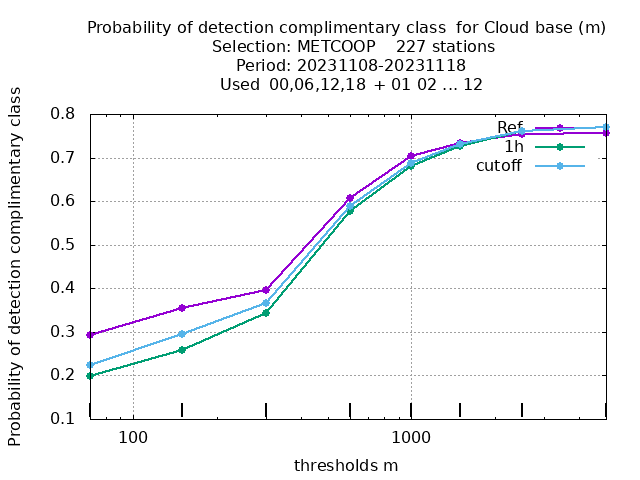 Probability of detection complimentary class  for Cloud base (m)
Selection: METCOOP    227 stations
Period: 20231108-20231118
Used  00,06,12,18  + 01 02 ... 12
Probability of detection complimentary class
0.8
0.7
0.6
0.5
0.4
0.3
0.2
0.1
Ref
1h
cutoff
100
1000
thresholds m